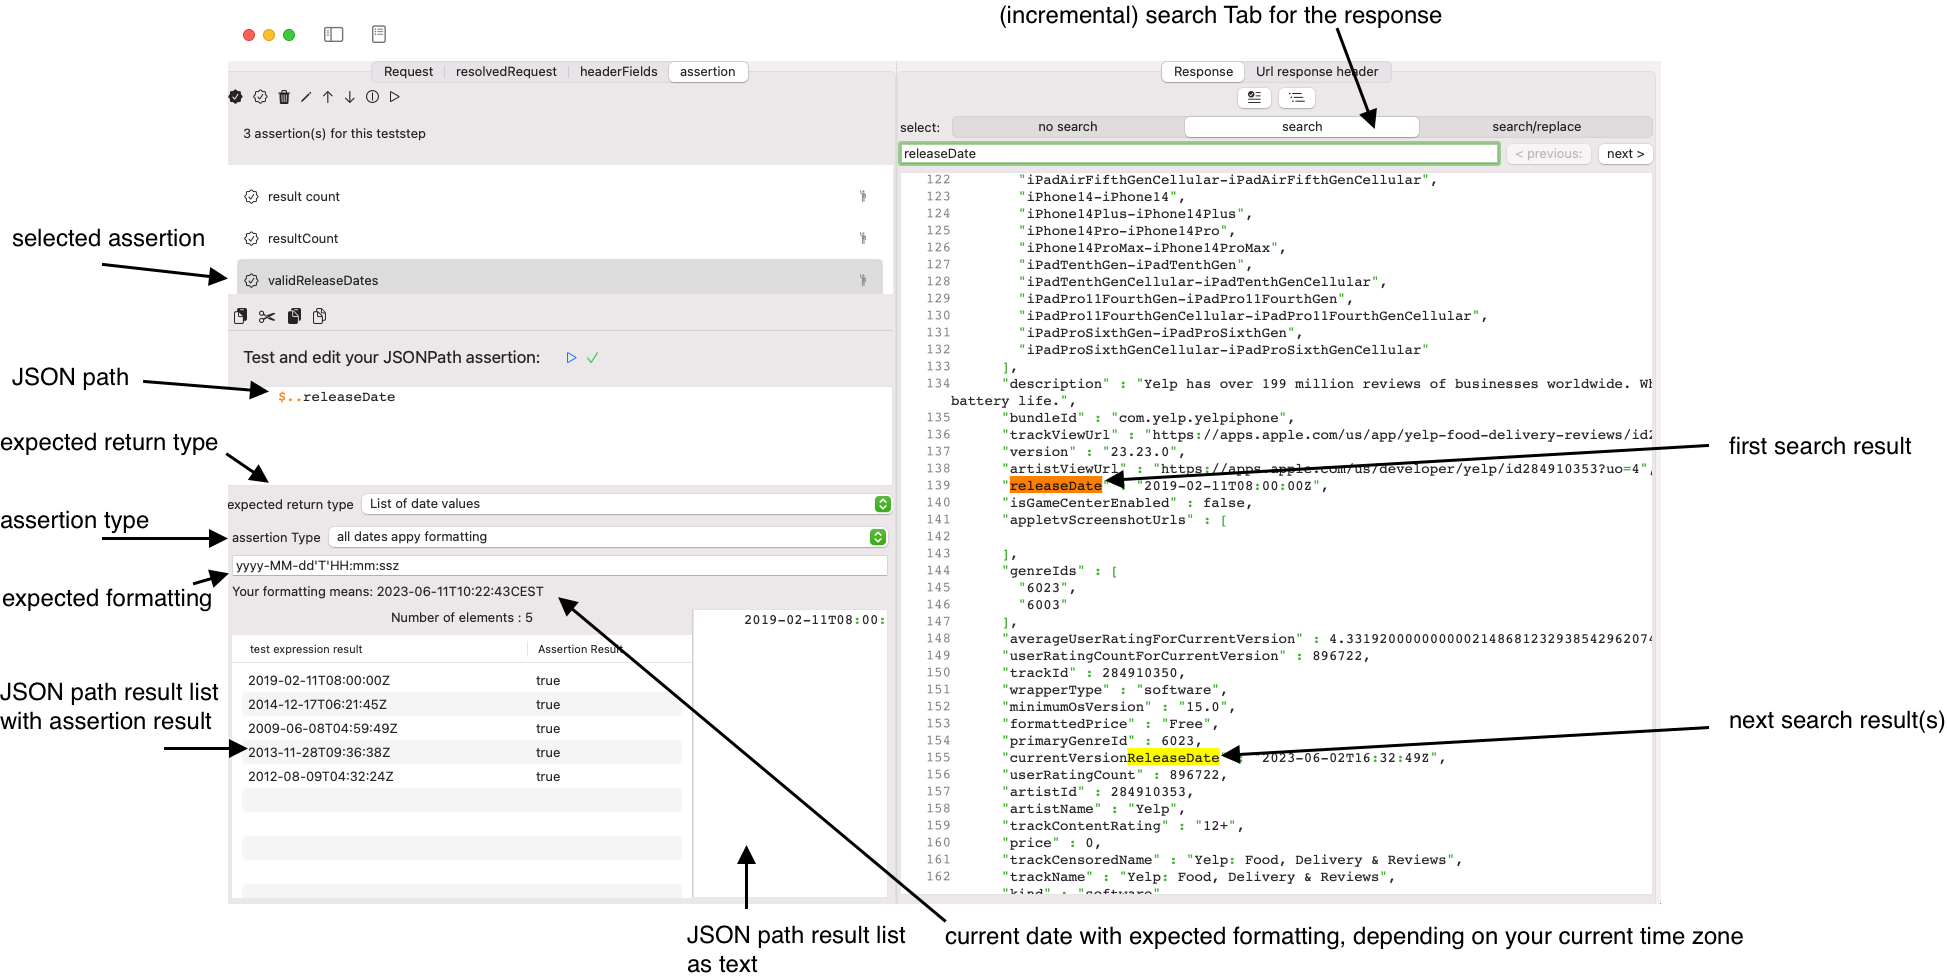 (incremental) search Tab for the response
Request resolvedRequest headerFields assertion
3 assertion(s) for this teststep
result count
resultCount
selected assertion
validReleaseDates
Test and edit your JSONPath assertion:
JSON path
$..releaseDate
expected return type
expected return type List of date values
assertion type
assertion Type all dates appy formatting
yyyy-MM-dd'T'HH:mm:ssz
expected formatting
Your formatting means: 2023-06-11T10:22:43CEST
Number of elements : 5
2019-02-11T08:00:
test expression result Assertion Result
JSON path result list
with assertion result
2019-02-11T08:00:00Z true
2014-12-17T06:21:45Z true
2009-06-08T04:59:49Z true
2013-11-28T09:36:38Z true
2012-08-09T04:32:24Z true
JSON path result list
as text
Response Url response header
select: no search search search/replace
releaseDate < previous: next >
122 "iPadAirFifthGenCellular-iPadAirFifthGenCellular",
123 "iPhone14-iPhone14",
124 "iPhone14Plus-iPhone14Plus",
125 "iPhone14Pro-iPhone14Pro",
126 "iPhone14ProMax-iPhone14ProMax",
127 "iPadTenthGen-iPadTenthGen",
128 "iPadTenthGenCellular-iPadTenthGenCellular",
129 "iPadPro11FourthGen-iPadPro11FourthGen",
130 "iPadPro11FourthGenCellular-iPadPro11FourthGenCellular",
131 "iPadProSixthGen-iPadProSixthGen",
132 "iPadProSixthGenCellular-iPadProSixthGenCellular"
133 ],
134 "description" : "Yelp has over 199 million reviews of businesses worldwide. Wh
battery life.",
135 "bundleId" : "com.yelp.yelpiphone",
136 "trackViewUrl" : "https://apps.apple.com/us/app/yelp-food-delivery-reviews/id2
137 "version" : "23.23.0",
138 "artistViewUrl" : "https://apps.apple.com/us/developer/yelp/id284910353?uo=4",
139 "releaseDate" : "2019-02-11T08:00:00Z",
140 "isGameCenterEnabled" : false,
141 "appletvScreenshotUrls" : [
142
143 ],
144 "genreIds" : [
145 "6023",
146 "6003"
147 ],
148 "averageUserRatingForCurrentVersion" : 4.3319200000000002148681232938542962074
149 "userRatingCountForCurrentVersion" : 896722,
150 "trackId" : 284910350,
151 "wrapperType" : "software",
152 "minimumOsVersion" : "15.0",
153 "formattedPrice" : "Free",
154 "primaryGenreId" : 6023,
155 "currentVersionReleaseDate" : "2023-06-02T16:32:49Z",
156 "userRatingCount" : 896722,
157 "artistId" : 284910353,
158 "artistName" : "Yelp",
159 "trackContentRating" : "12+",
160 "price" : 0,
161 "trackCensoredName" : "Yelp: Food, Delivery & Reviews",
162 "trackName" : "Yelp: Food, Delivery & Reviews",
"kind" : "software"
first search result
next search result(s)
current date with expected formatting, depending on your current time zone